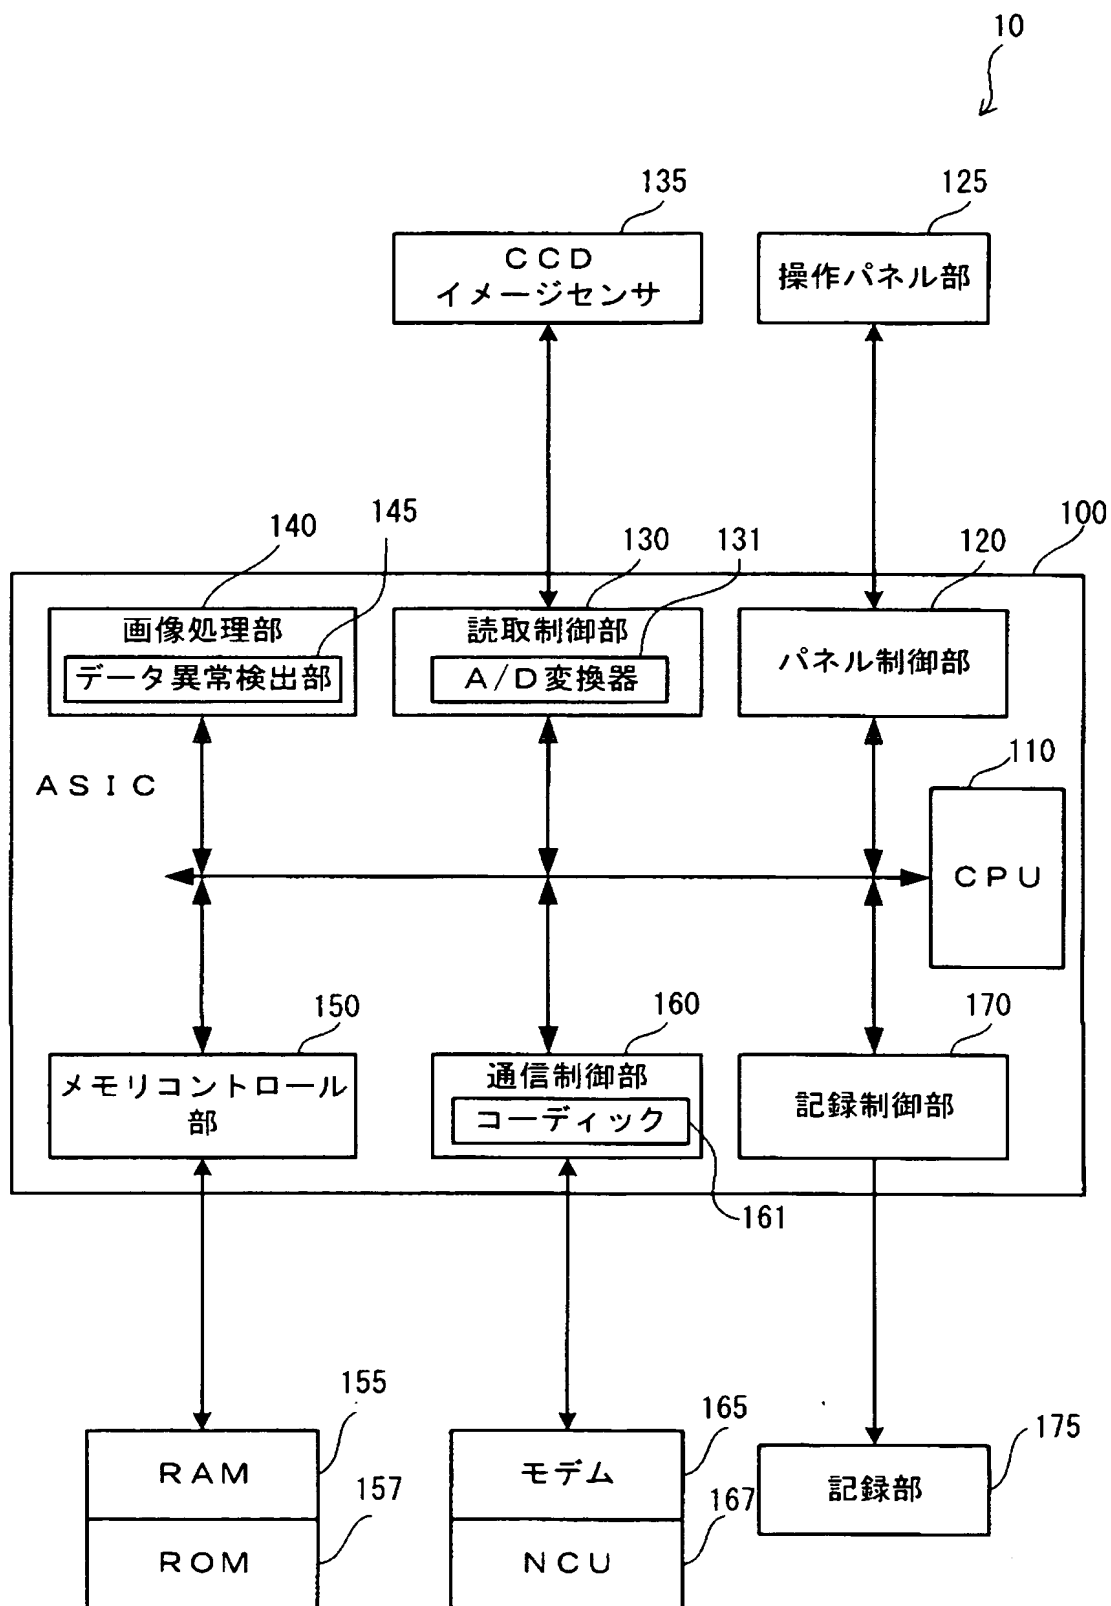 10
135
125
CCD
イメージセンサ
操作パネル部
145
140
130
131
120
100
画像処理部
データ異常検出部
読取制御部
A/D変換器
パネル制御部
ASIC
110
CPU
150
160
170
メモリコントロール
部
通信制御部
コーディック
記録制御部
161
155
165
175
RAM
モデム
記録部
157
167
ROM
NCU